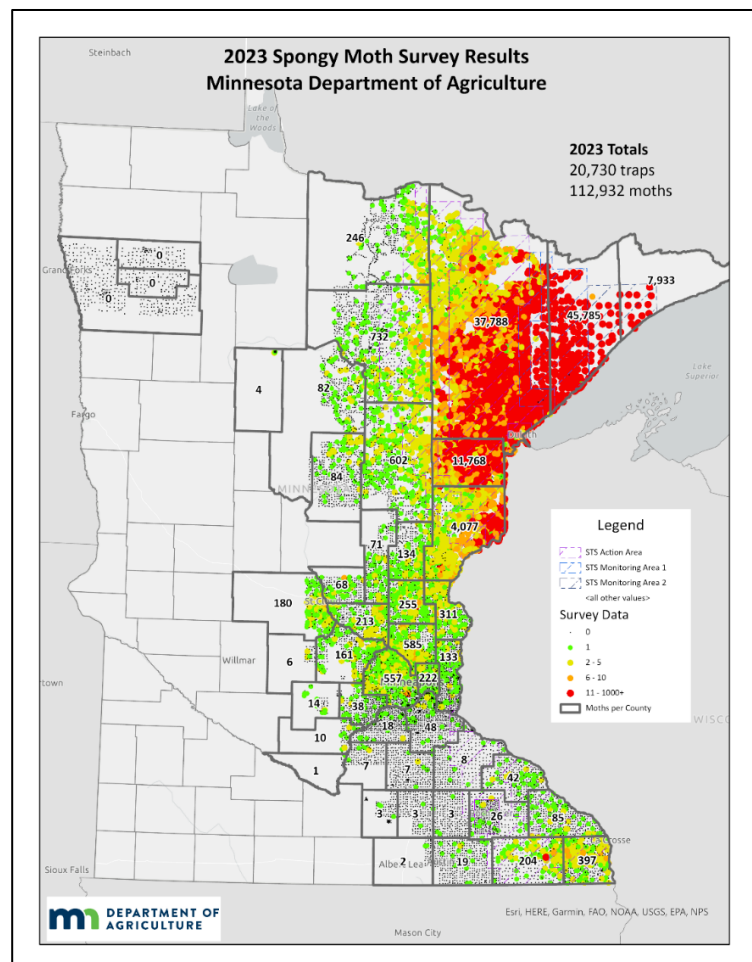 Steinbach
2023 Spongy Moth Survey Results
Minnesota Department of Agriculture
Lake of the Woods
2023 Totals
20,730 traps
112,932 moths
246
0
Grand Forks
0
0
7,933
37,788
45,785
732
Lake Superior
4
82
Fargo
Duluth
11,768
602
84
4,077
71
134
68
180
255
311
213
585
Willmar
6
161
133
557
222
14
38
18
48
10
8
1
7
7
42
3
3
3
26
85
Sioux Falls
Albert Lea
2
19
204
397
Legend
STS Action Area
STS Monitoring Area 1
STS Monitoring Area 2
<all other values>
Survey Data
0
1
2 - 5
6 - 10
11 - 1000+
Moths per County
WISCO
town
Esri, HERE, Garmin, FAO, NOAA, USGS, EPA, NPS
DEPARTMENT OF
AGRICULTURE
Mason City